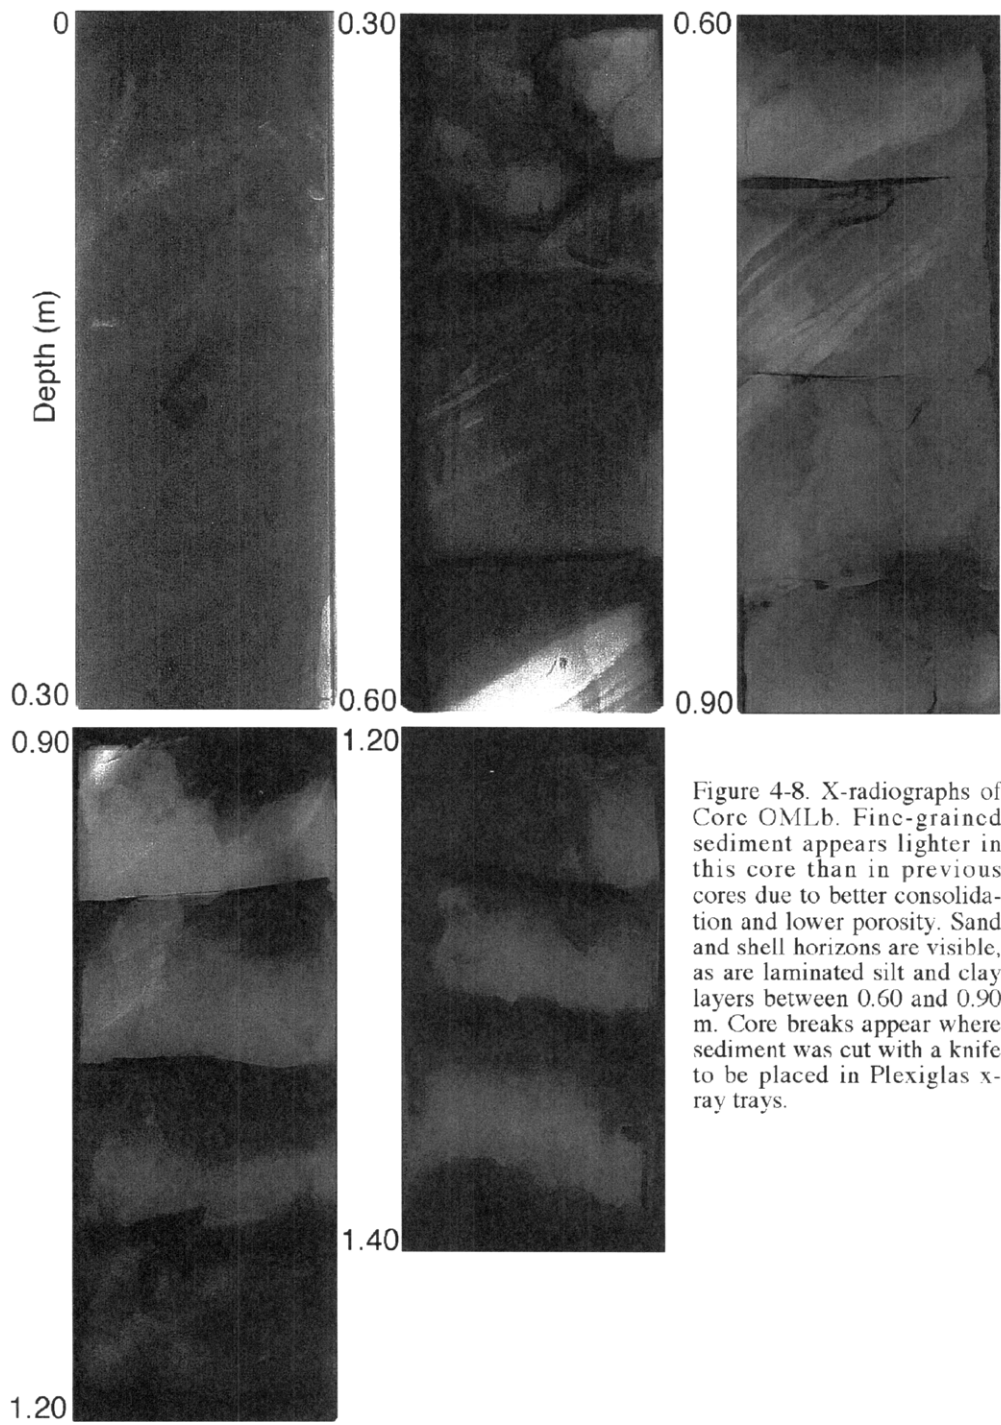 0
0.30
0.60
Depth (m)
0.30
0.60
0.90
0.90
1.20
1.40
1.20
Figure 4-8. X-radiographs of
Core OMLb. Fine-grained
sediment appears lighter in
this core than in previous
cores due to better consolida-
tion and lower porosity. Sand
and shell horizons are visible,
as are laminated silt and clay
layers between 0.60 and 0.90
m. Core breaks appear where
sediment was cut with a knife
to be placed in Plexiglas x-
ray trays.